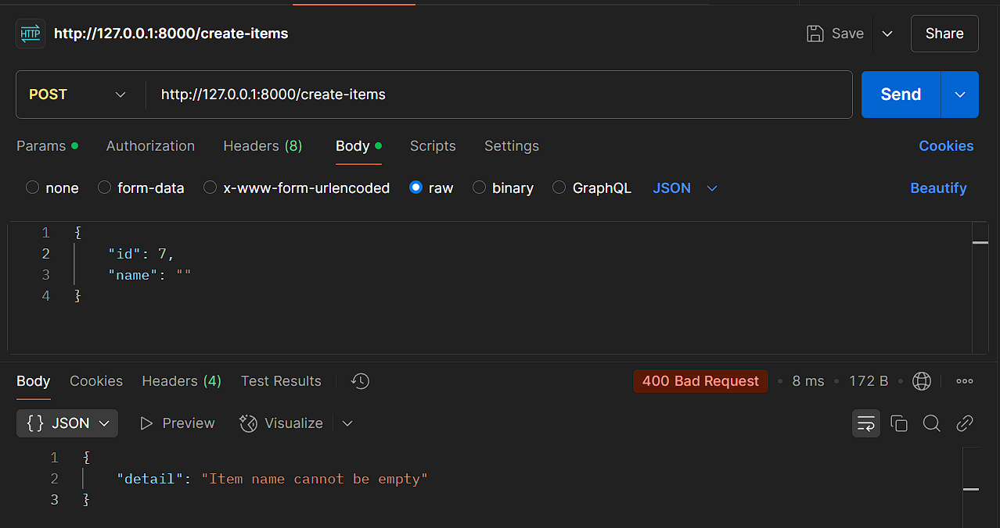 HTTP http://127.0.0.1:8000/create-items Save Share
POST http://127.0.0.1:8000/create-items Send
Params Authorization Headers (8) Body Scripts Settings Cookies
none form-data x-www-form-urlencoded raw binary GraphQL JSON Beautify
1 {
2 "id": 7,
3 "name": ""
4 }
Body Cookies Headers (4) Test Results 400 Bad Request • 8 ms • 172 B •
{} JSON Preview Visualize
1 {
2 "detail": "Item name cannot be empty"
3 }